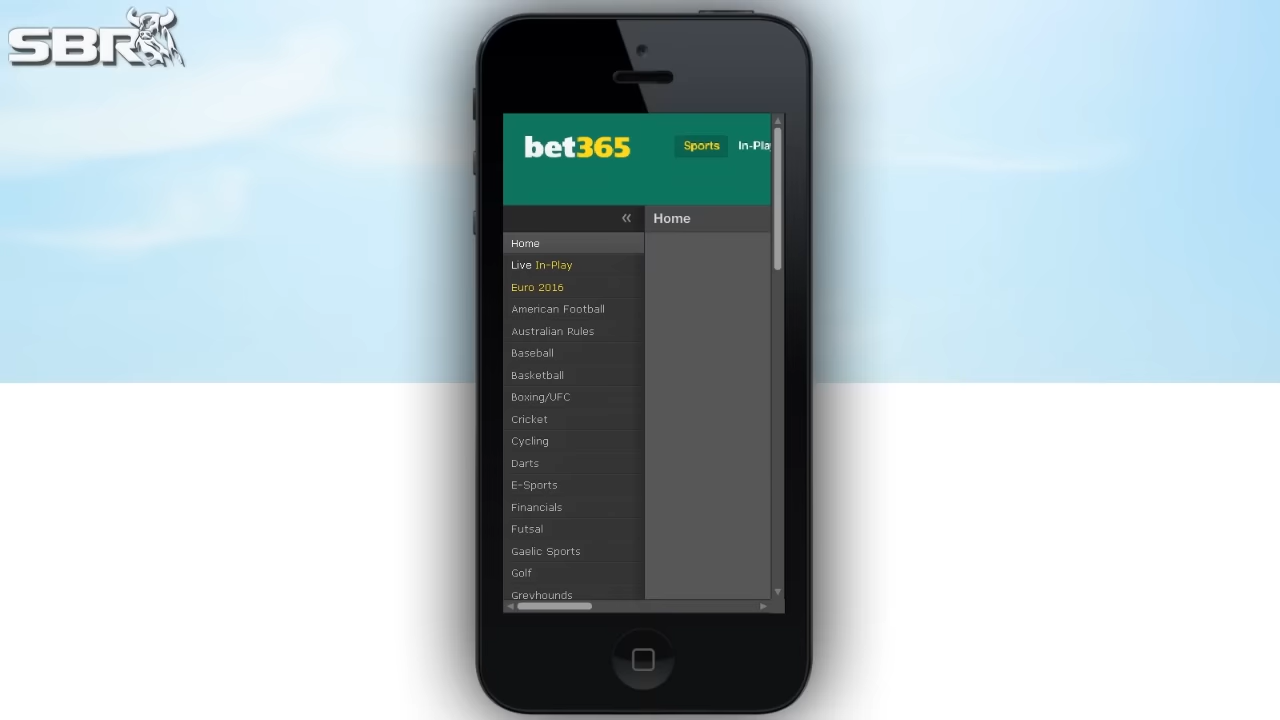 SBR
bet365
Sports In-Pla
«
Home
Home
Live In-Play
Euro 2016
American Football
Australian Rules
Baseball
Basketball
Boxing/UFC
Cricket
Cycling
Darts
E-Sports
Financials
Futsal
Gaelic Sports
Golf
Greyhounds